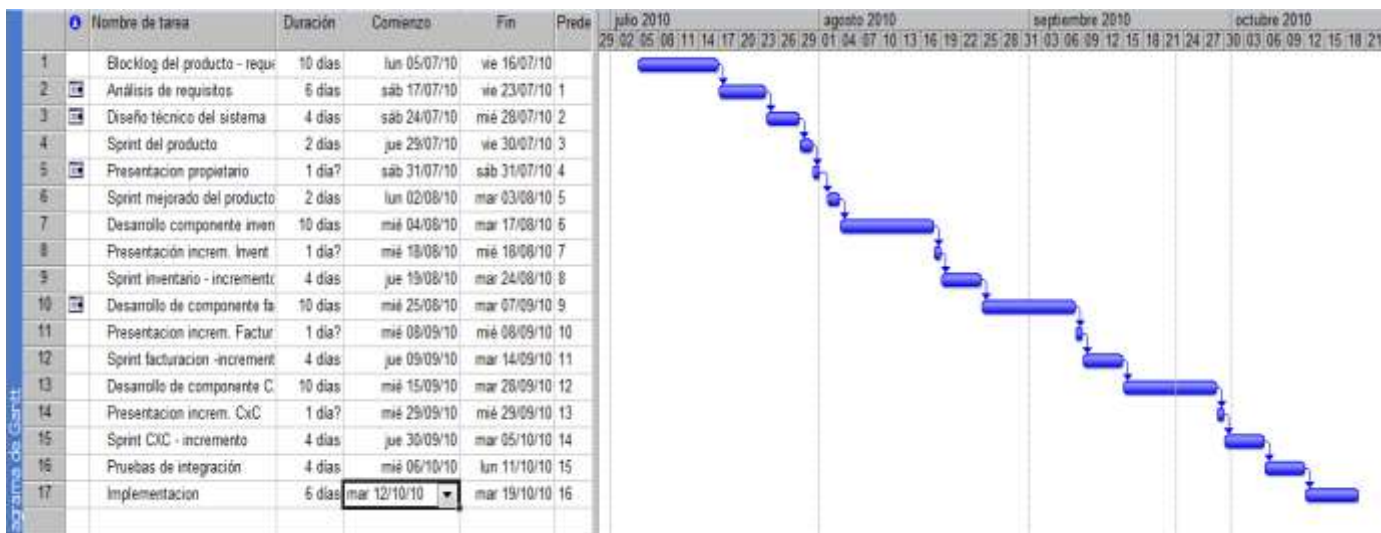 Nombre de tarea Duración Comienzo Fin Prede
julio 2010 agosto 2010 septiembre 2010 octubre 2010
29 02 05 08 11 14 17 20 23 26 29 01 04 07 10 13 16 19 22 25 28 31 03 06 09 12 15 18 21 24 27 30 03 06 09 12 15 18 21
1 Blocklog del producto - reque 10 días lun 05/07/10 vie 16/07/10
2 Análisis de requisitos 6 días sáb 17/07/10 vie 23/07/10 1
3 Diseño técnico del sistema 4 días sáb 24/07/10 mié 28/07/10 2
4 Sprint del producto 2 días jue 29/07/10 vie 30/07/10 3
5 Presentacion propietario 1 día? sáb 31/07/10 sáb 31/07/10 4
6 Sprint mejorado del producto 2 días lun 02/08/10 mar 03/08/10 5
7 Desarrollo componente inven 10 días mié 04/08/10 mar 17/08/10 6
8 Presentación increm. Invent 1 día? mié 18/08/10 mié 18/08/10 7
9 Sprint inventario - incremento 4 días jue 19/08/10 mar 24/08/10 8
10 Desarrollo de componente fa 10 días mié 25/08/10 mar 07/09/10 9
11 Presentacion increm. Factur 1 día? mié 08/09/10 mié 08/09/10 10
12 Sprint facturacion -increment 4 días jue 09/09/10 mar 14/09/10 11
13 Desarrollo de componente C 10 días mié 15/09/10 mar 28/09/10 12
14 Presentacion increm. CxC 1 día? mié 29/09/10 mié 29/09/10 13
15 Sprint CXC - incremento 4 días jue 30/09/10 mar 05/10/10 14
16 Pruebas de integración 4 días mié 06/10/10 lun 11/10/10 15
17 Implementacion 6 días mar 12/10/10 mar 19/10/10 16
agrama de Gantt